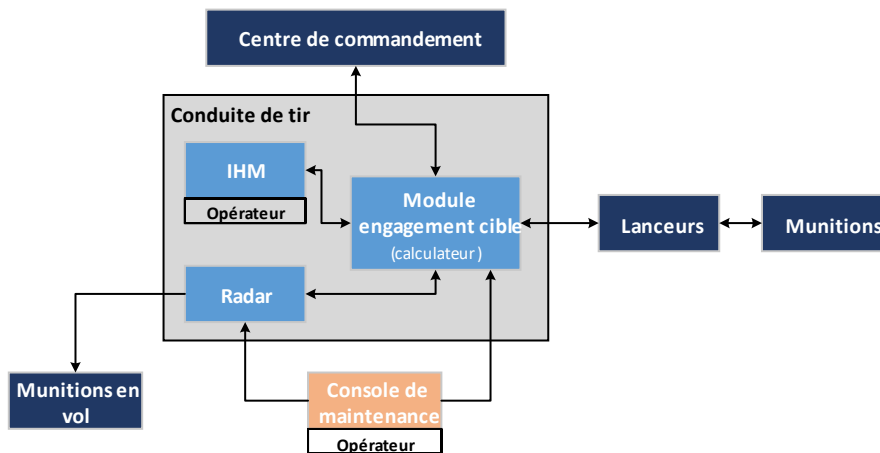 Centre de commandement
Conduite de tir
IHM
Opérateur
Module
engagement cible
(calculateur)
Lanceurs
Munitions
Radar
Munitions en
vol
Console de
maintenance
Opérateur